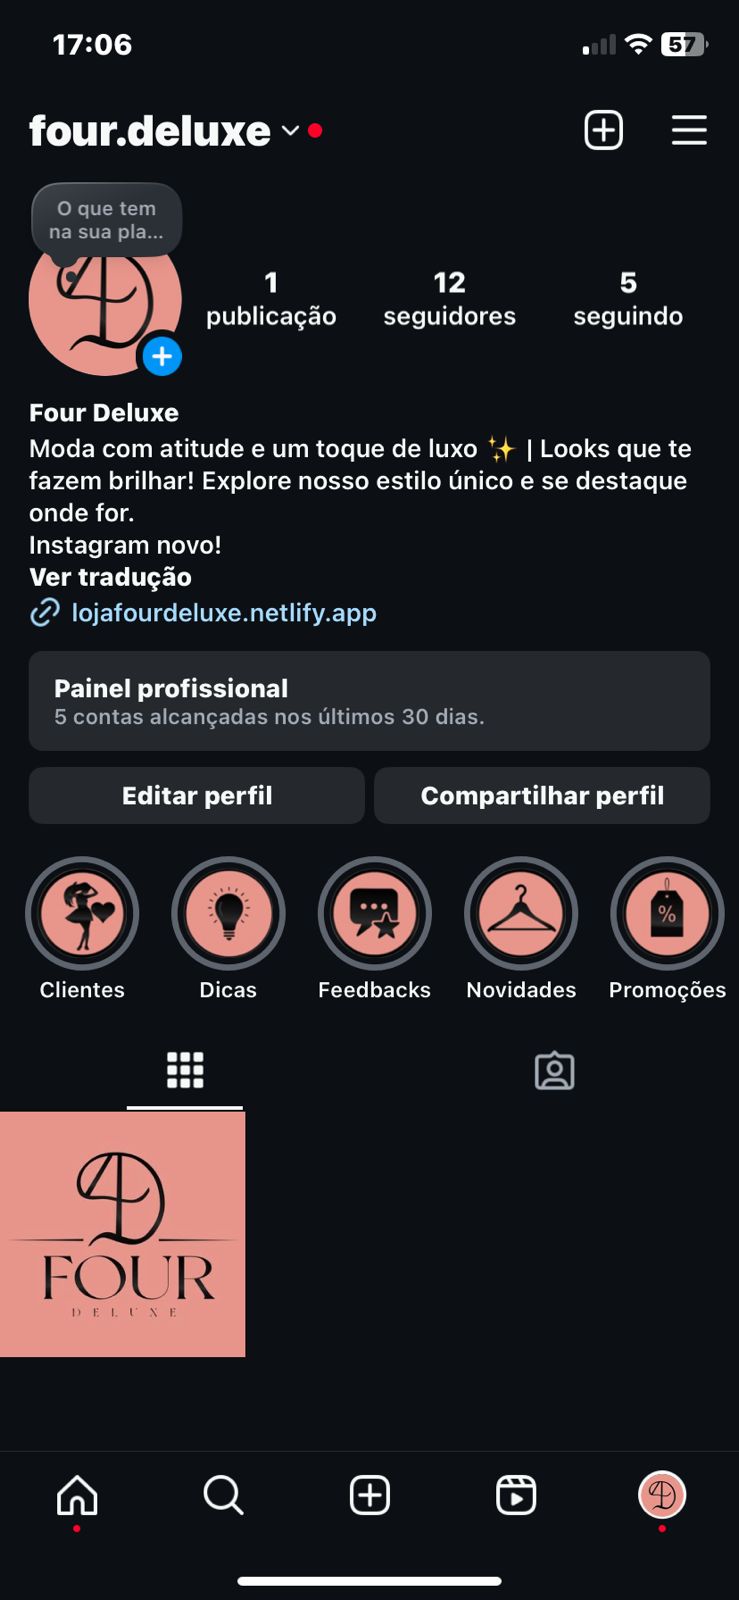 17:06
57
four.deluxe
O que tem
na sua pla...
1
publicação
12
seguidores
5
seguindo
Four Deluxe
Moda com atitude e um toque de luxo ✨ | Looks que te
fazem brilhar! Explore nosso estilo único e se destaque
onde for.
Instagram novo!
Ver tradução
lojafourdeluxe.netlify.app
Painel profissional
5 contas alcançadas nos últimos 30 dias.
Editar perfil
Compartilhar perfil
%
Clientes
Dicas
Feedbacks
Novidades
Promoções
4D
FOUR
DELUXE